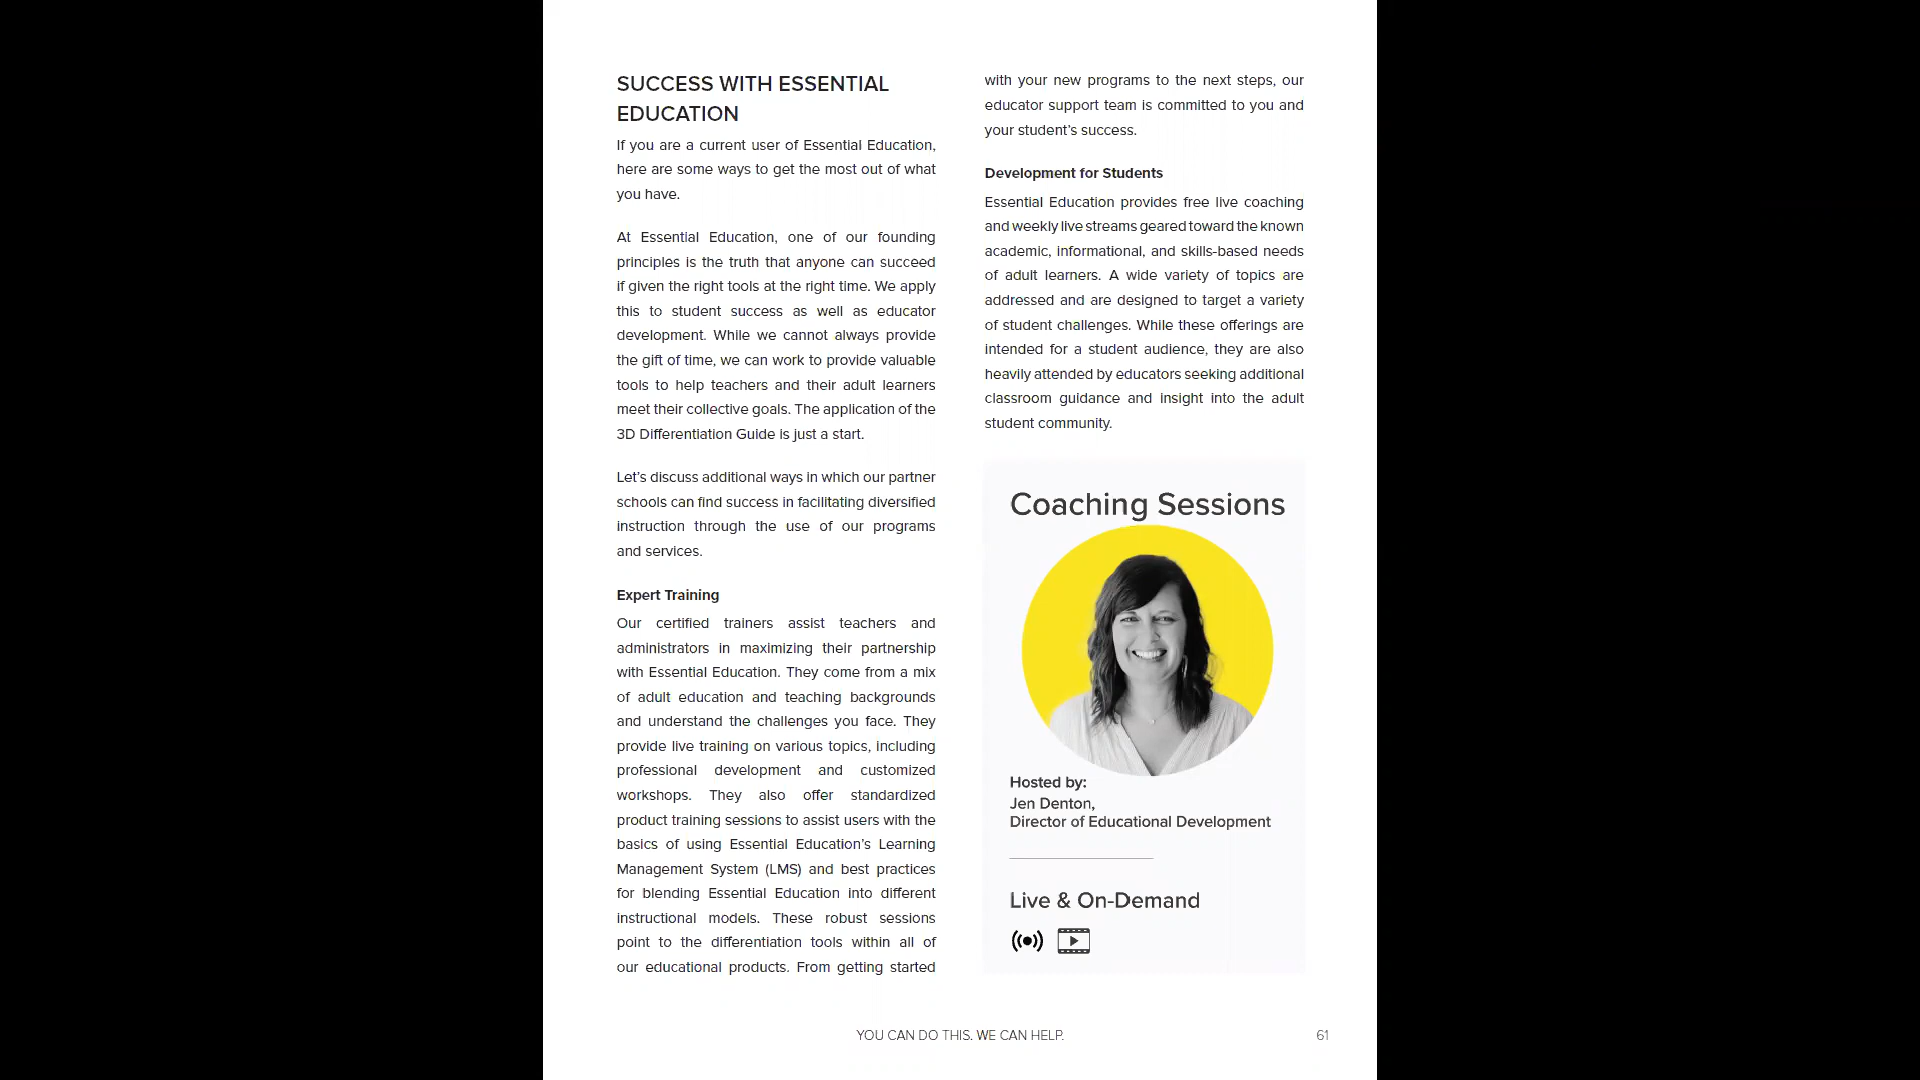 SUCCESS WITH ESSENTIAL
EDUCATION
If you are a current user of Essential Education,
here are some ways to get the most out of what
you have.
At Essential Education, one of our founding
principles is the truth that anyone can succeed
if given the right tools at the right time. We apply
this to student success as well as educator
development. While we cannot always provide
the gift of time, we can work to provide valuable
tools to help teachers and their adult learners
meet their collective goals. The application of the
3D Differentiation Guide is just a start.
Let’s discuss additional ways in which our partner
schools can find success in facilitating diversified
instruction through the use of our programs
and services.
Expert Training
Our certified trainers assist teachers and
administrators in maximizing their partnership
with Essential Education. They come from a mix
of adult education and teaching backgrounds
and understand the challenges you face. They
provide live training on various topics, including
professional development and customized
workshops. They also offer standardized
product training sessions to assist users with the
basics of using Essential Education’s Learning
Management System (LMS) and best practices
for blending Essential Education into different
instructional models. These robust sessions
point to the differentiation tools within all of
our educational products. From getting started
with your new programs to the next steps, our
educator support team is committed to you and
your student’s success.
Development for Students
Essential Education provides free live coaching
and weekly live streams geared toward the known
academic, informational, and skills-based needs
of adult learners. A wide variety of topics are
addressed and are designed to target a variety
of student challenges. While these offerings are
intended for a student audience, they are also
heavily attended by educators seeking additional
classroom guidance and insight into the adult
student community.
Coaching Sessions
Hosted by:
Jen Denton,
Director of Educational Development
Live & On-Demand
YOU CAN DO THIS. WE CAN HELP.
61